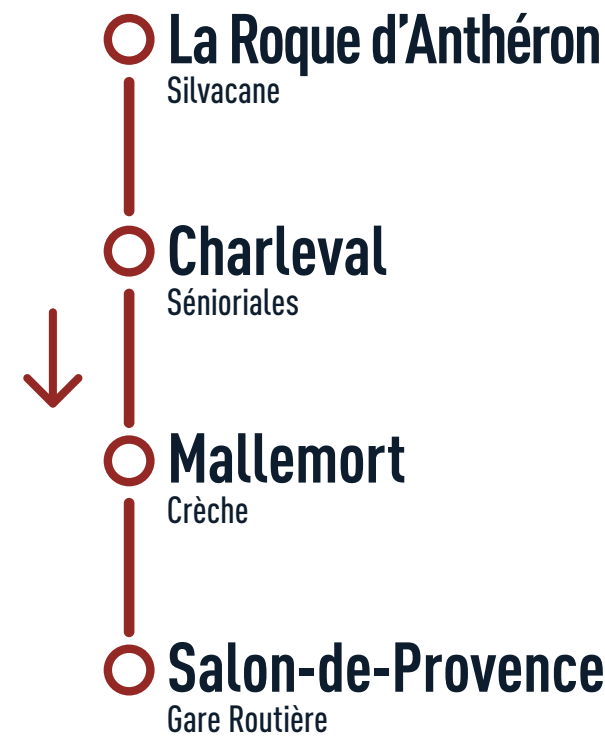 La Roque d'Anthéron
Silvacane
Charleval
Sénioriales
Mallemort
Crèche
Salon-de-Provence
Gare Routière